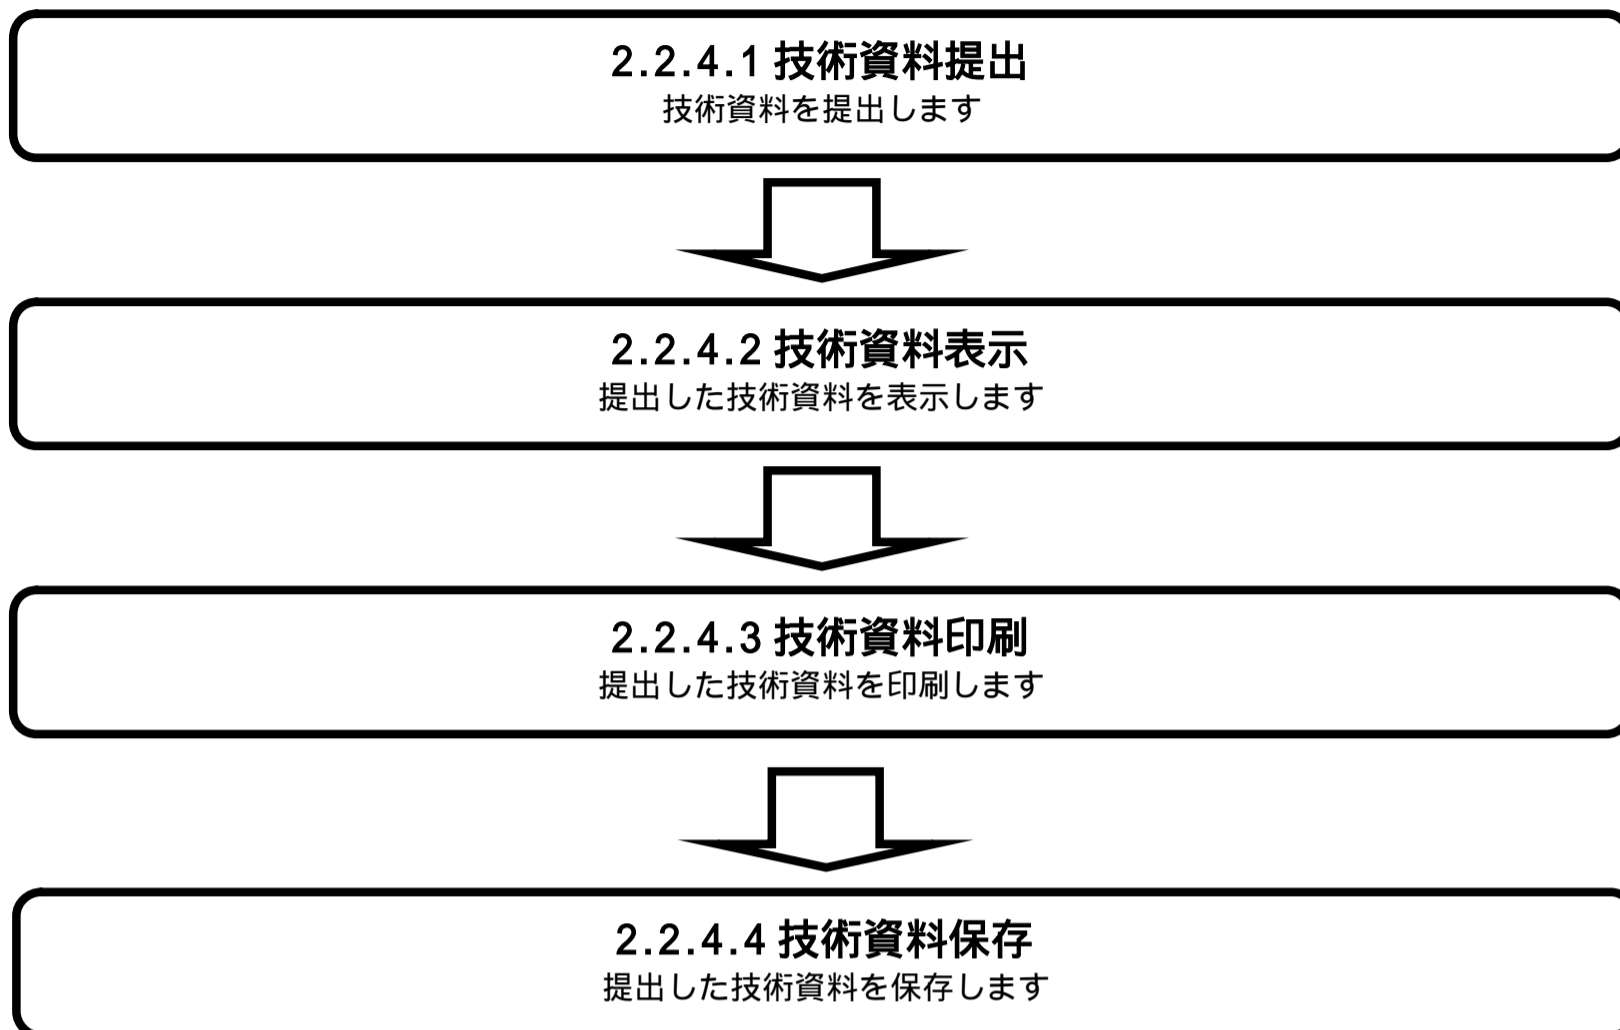 2.2.4.1 技術資料提出
技術資料を提出します
2.2.4.2 技術資料表示
提出した技術資料を表示します
2.2.4.3 技術資料印刷
提出した技術資料を印刷します
2.2.4.4 技術資料保存
提出した技術資料を保存します